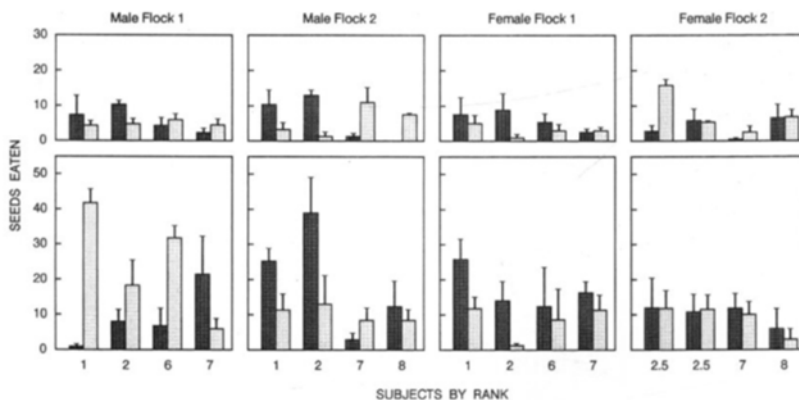 Male Flock 1 Male Flock 2 Female Flock 1 Female Flock 2
30
20
10
0
SEEDS EATEN
50
40
30
20
10
0
1 2 6 7 1 2 7 8 1 2 6 7 2.5 2.5 7 8
SUBJECTS BY RANK